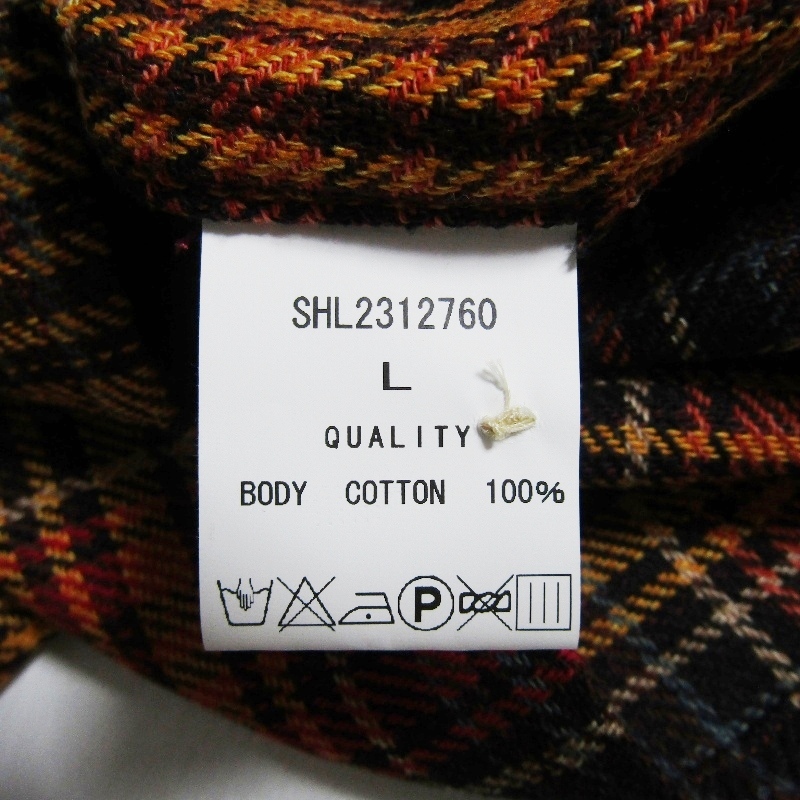 SHL2312760
L
QUALITY
BODY COTTON 100%
P